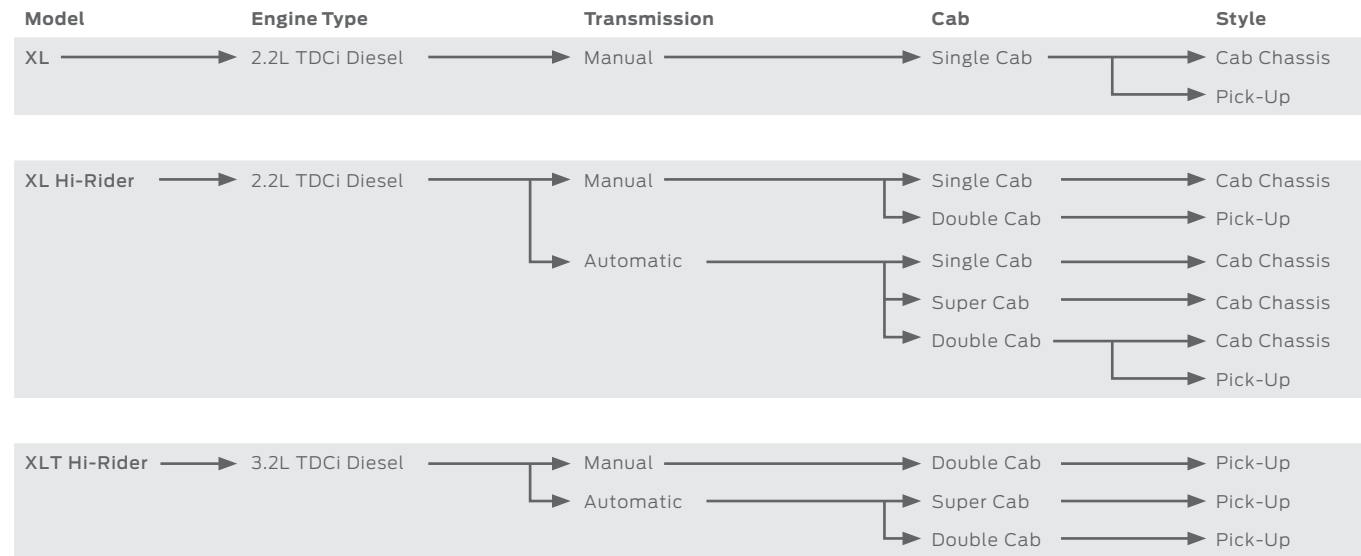 Model Engine Type Transmission Cab Style
XL 2.2L TDCi Diesel Manual Single Cab Cab Chassis
Pick-Up
XL Hi-Rider 2.2L TDCi Diesel Manual Single Cab Cab Chassis
Double Cab Pick-Up
Automatic Single Cab Cab Chassis
Super Cab Cab Chassis
Double Cab Cab Chassis
Pick-Up
XLT Hi-Rider 3.2L TDCi Diesel Manual Double Cab Pick-Up
Automatic Super Cab Pick-Up
Double Cab Pick-Up